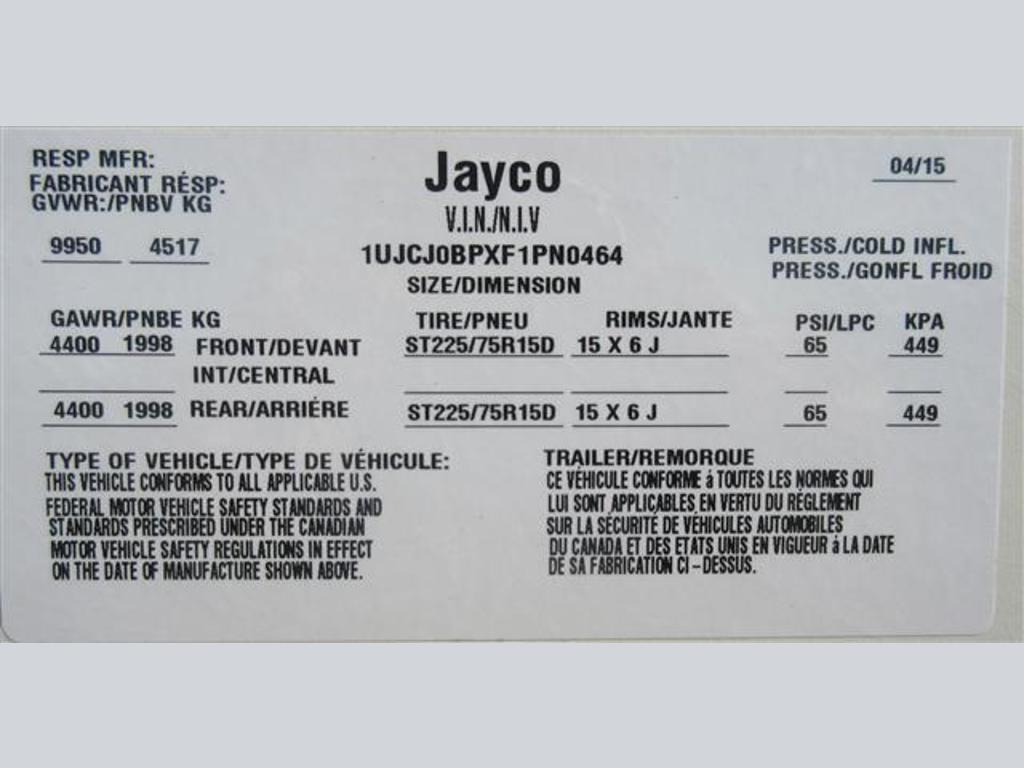 RESP MFR:
Jayco
04/15
FABRICANT RÉSP:
GVWR:/PNBV KG
V.I.N./N.I.V
9950 4517
1UJCJ0BPXF1PN0464
PRESS./COLD INFL.
PRESS./GONFL FROID
SIZE/DIMENSION
GAWR/PNBE KG TIRE/PNEU RIMS/JANTE PSI/LPC KPA
4400 1998 FRONT/DEVANT ST225/75R15D 15 X 6 J 65 449
INT/CENTRAL
4400 1998 REAR/ARRIÉRE ST225/75R15D 15 X 6 J 65 449
TYPE OF VEHICLE/TYPE DE VÉHICULE: TRAILER/REMORQUE
THIS VEHICLE CONFORMS TO ALL APPLICABLE U.S.
FEDERAL MOTOR VEHICLE SAFETY STANDARDS AND
STANDARDS PRESCRIBED UNDER THE CANADIAN
MOTOR VEHICLE SAFETY REGULATIONS IN EFFECT
ON THE DATE OF MANUFACTURE SHOWN ABOVE.
CE VÉHICULE CONFORME à TOUTES LES NORMES QUI
LUI SONT APPLICABLES EN VERTU DU RÉGLEMENT
SUR LA SÉCURITÉ DE VÉHICULES AUTOMOBILES
DU CANADA ET DES ETATS UNIS EN VIGUEUR à LA DATE
DE SA FABRICATION CI-DESSUS.